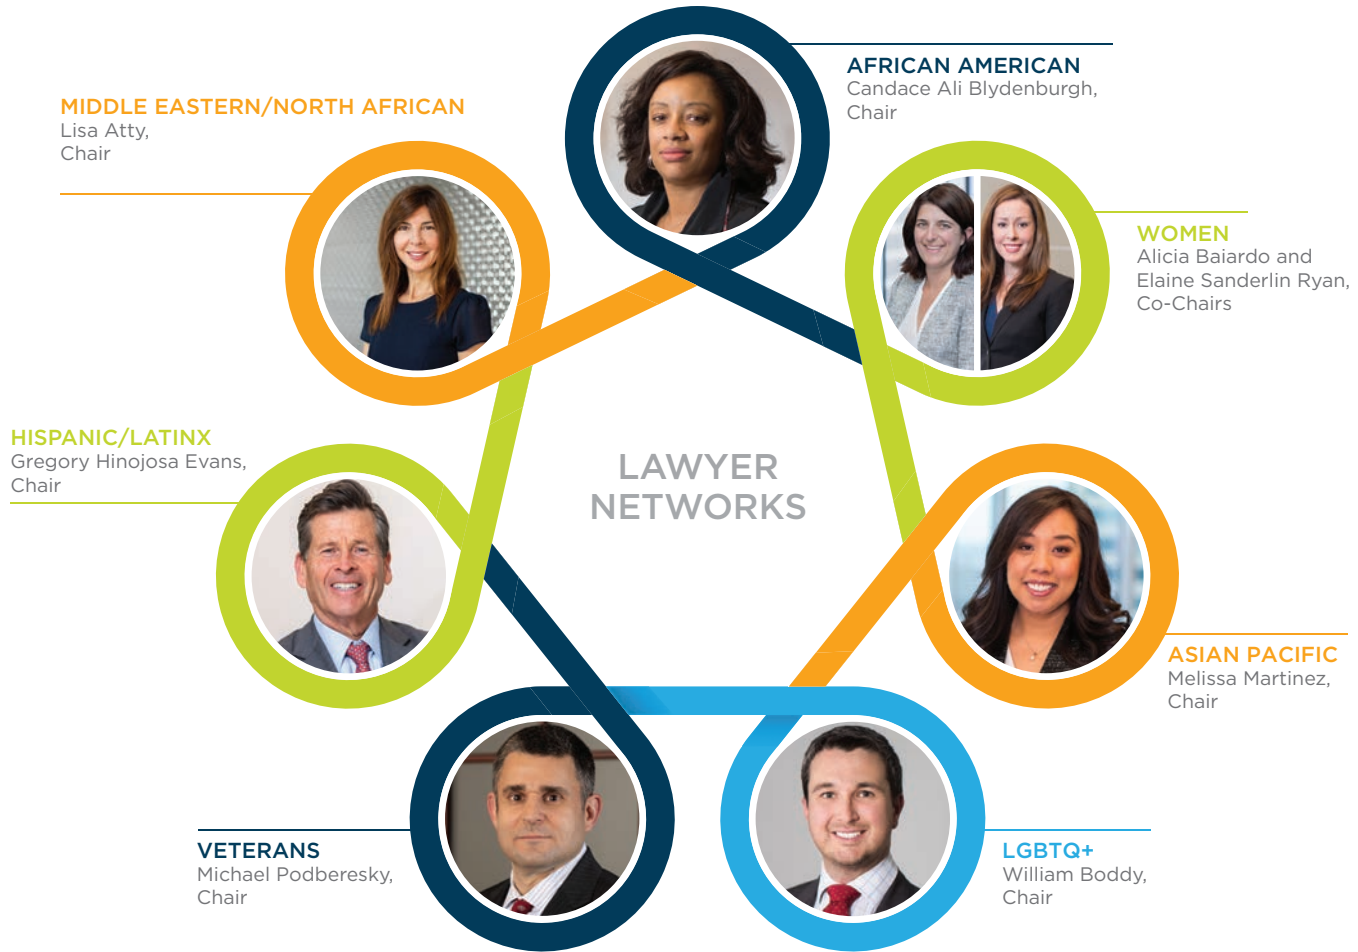 AFRICAN AMERICAN
Candace Ali Blydenburgh,
Chair
MIDDLE EASTERN/NORTH AFRICAN
Lisa Atty,
Chair
WOMEN
Alicia Baiardo and
Elaine Sanderlin Ryan,
Co-Chairs
HISPANIC/LATINX
Gregory Hinojosa Evans,
Chair
LAWYER
NETWORKS
ASIAN PACIFIC
Melissa Martinez,
Chair
VETERANS
Michael Podberesky,
Chair
LGBTQ+
William Boddy,
Chair